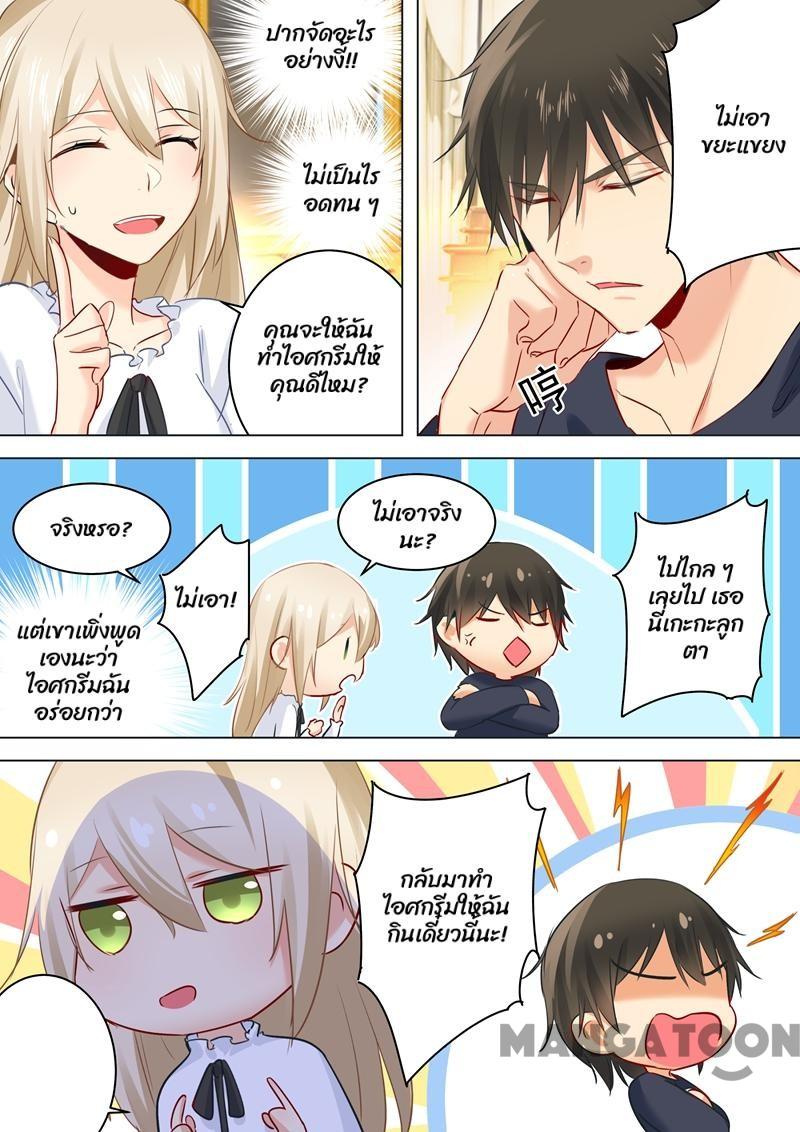 ปากจัดอะไร
อย่างงี้!!
ไม่เป็นไร
อดทน ๆ
คุณจะให้ฉัน
ทำไอศกรีมให้
คุณดีไหม?
ไม่เอา
ขยะแขยง
哼
จริงหรอ?
แต่เขาเพิ่งพูด
เองนะว่า
ไอศกรีมฉัน
อร่อยกว่า
ไม่เอา!
ไม่เอาจริง
นะ?
ไปไกล ๆ
เลยไป เธอ
นี่เกะกะลูก
ตา
กลับมาทำ
ไอศกรีมให้ฉัน
กินเดี๋ยวนี้นะ!
MANGATOON